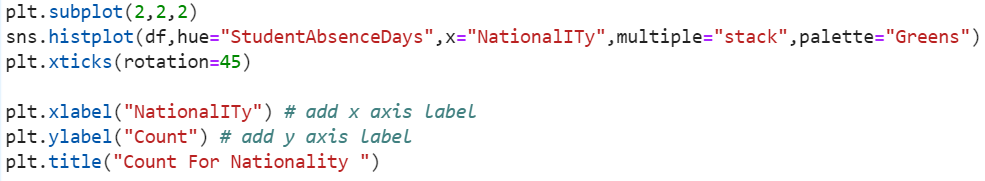 plt.subplot(2,2,2)
sns.histplot(df,hue="StudentAbsenceDays",x="NationalITy",multiple="stack",palette="Greens")
plt.xticks(rotation=45)
plt.xlabel("NationalITy") # add x axis label
plt.ylabel("Count") # add y axis label
plt.title("Count For Nationality ")